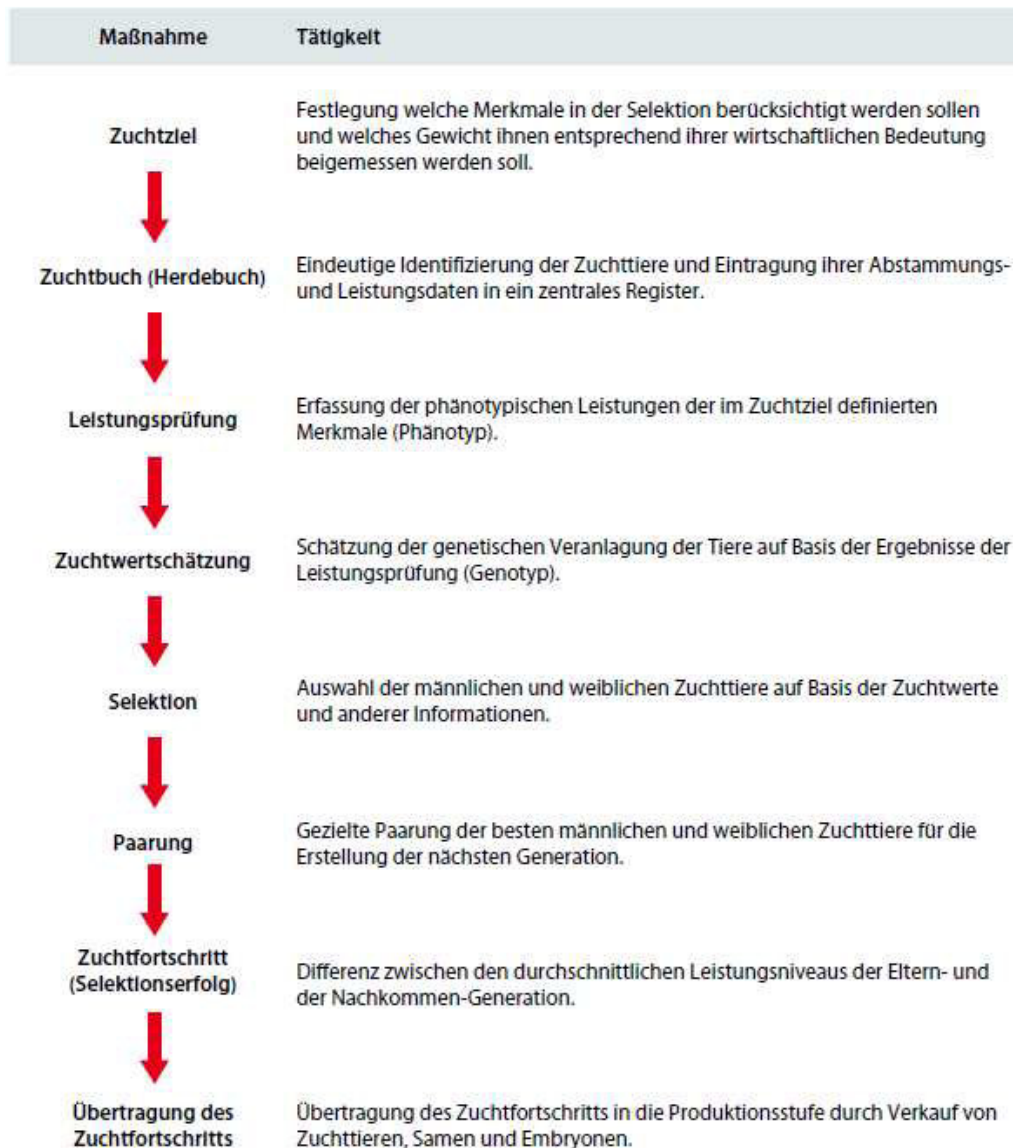 Maßnahme Tätigkeit
Zuchtziel
Festlegung welche Merkmale in der Selektion berücksichtigt werden sollen
und welches Gewicht ihnen entsprechend ihrer wirtschaftlichen Bedeutung
beigemessen werden soll.
Zuchtbuch (Herdebuch)
Eindeutige Identifizierung der Zuchttiere und Eintragung ihrer Abstammungs-
und Leistungsdaten in ein zentrales Register.
Leistungsprüfung
Erfassung der phänotypischen Leistungen der im Zuchtziel definierten
Merkmale (Phänotyp).
Zuchtwertschätzung
Schätzung der genetischen Veranlagung der Tiere auf Basis der Ergebnisse der
Leistungsprüfung (Genotyp).
Selektion
Auswahl der männlichen und weiblichen Zuchttiere auf Basis der Zuchtwerte
und anderer Informationen.
Paarung
Gezielte Paarung der besten männlichen und weiblichen Zuchttiere für die
Erstellung der nächsten Generation.
Zuchtfortschritt
(Selektionserfolg)
Differenz zwischen den durchschnittlichen Leistungsniveaus der Eltern- und
der Nachkommen-Generation.
Übertragung des
Zuchtfortschritts
Übertragung des Zuchtfortschritts in die Produktionsstufe durch Verkauf von
Zuchttieren, Samen und Embryonen.